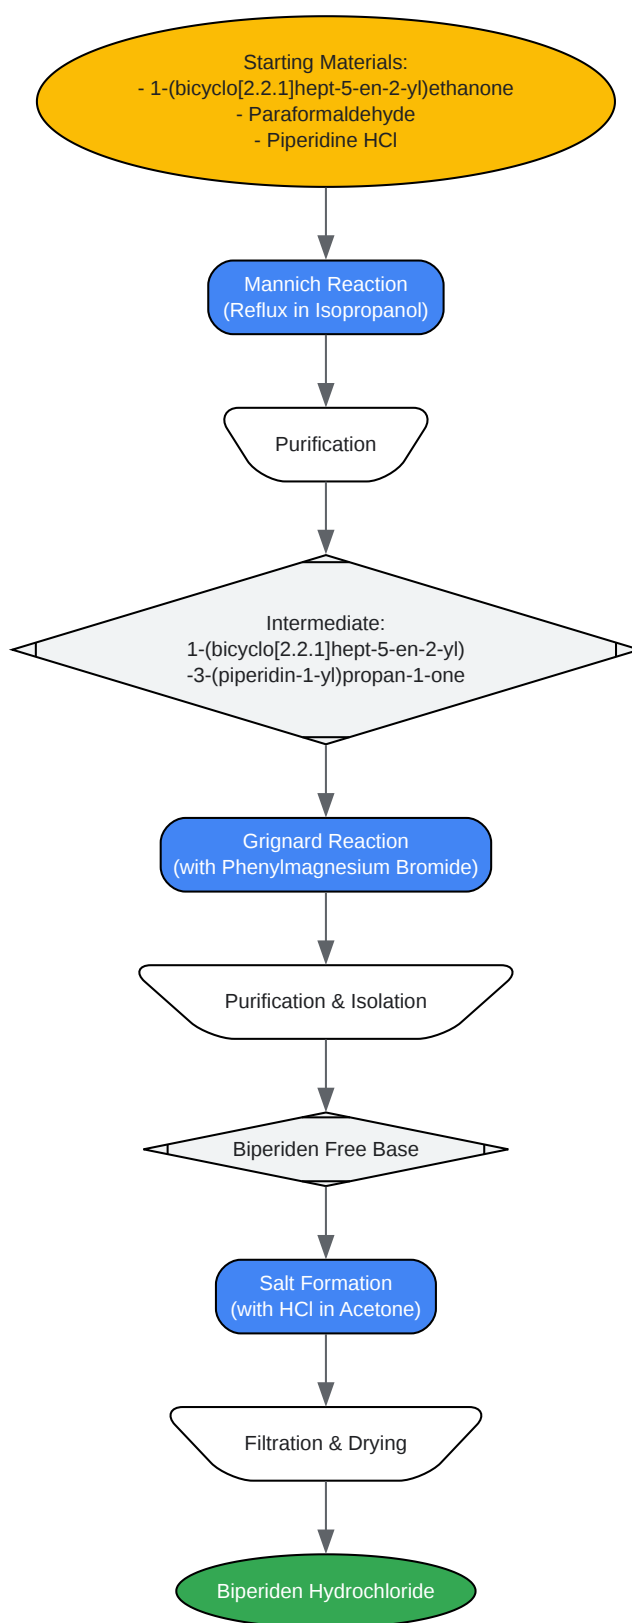 Starting Materials:
- 1-(bicyclo[2.2.1]hept-5-en-2-yl)ethanone
- Paraformaldehyde
- Piperidine HCl
Mannich Reaction
(Reflux in Isopropanol)
Purification
Intermediate:
1-(bicyclo[2.2.1]hept-5-en-2-yl)
-3-(piperidin-1-yl)propan-1-one
Grignard Reaction
(with Phenylmagnesium Bromide)
Purification & Isolation
Biperiden Free Base
Salt Formation
(with HCl in Acetone)
Filtration & Drying
Biperiden Hydrochloride